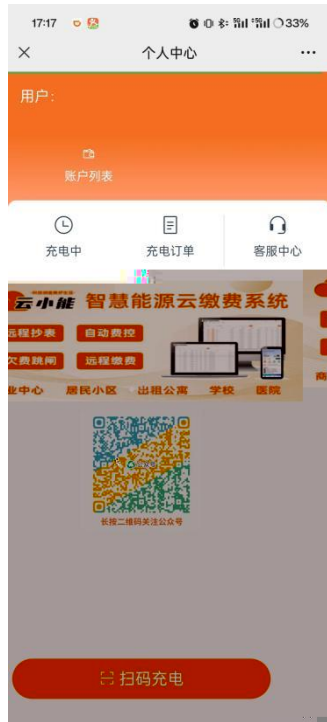 17:17
33%
个人中心
用户:
账户列表
充电中
充电订单
客服中心
云小能 智慧能源云缴费系统
远程抄表 自动费控
欠费跳闸 远程缴费
业中心 居民小区 出租公寓 学校 医院
长按二维码关注公众号
扫码充电